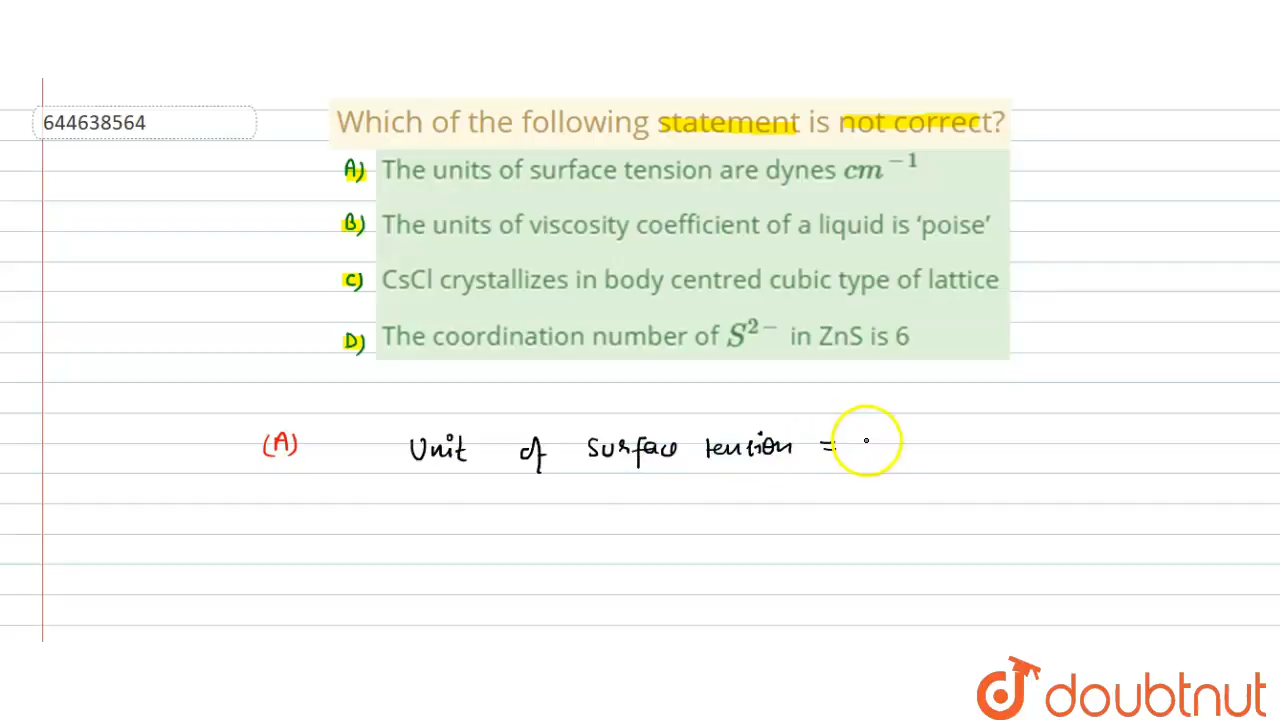 644638564
Which of the following statement is not correct?
A) The units of surface tension are dynes cm⁻¹
B) The units of viscosity coefficient of a liquid is ‘poise’
C) CsCl crystallizes in body centred cubic type of lattice
D) The coordination number of S²⁻ in ZnS is 6
(A) Unit of surface tension =
doubtnut